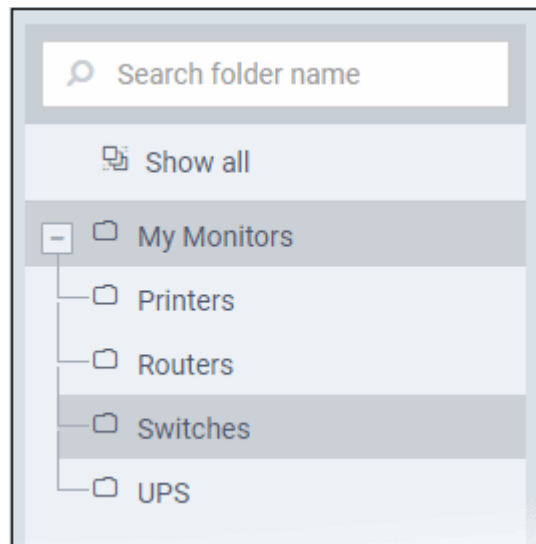 Search folder name
Show all
My Monitors
Printers
Routers
Switches
UPS